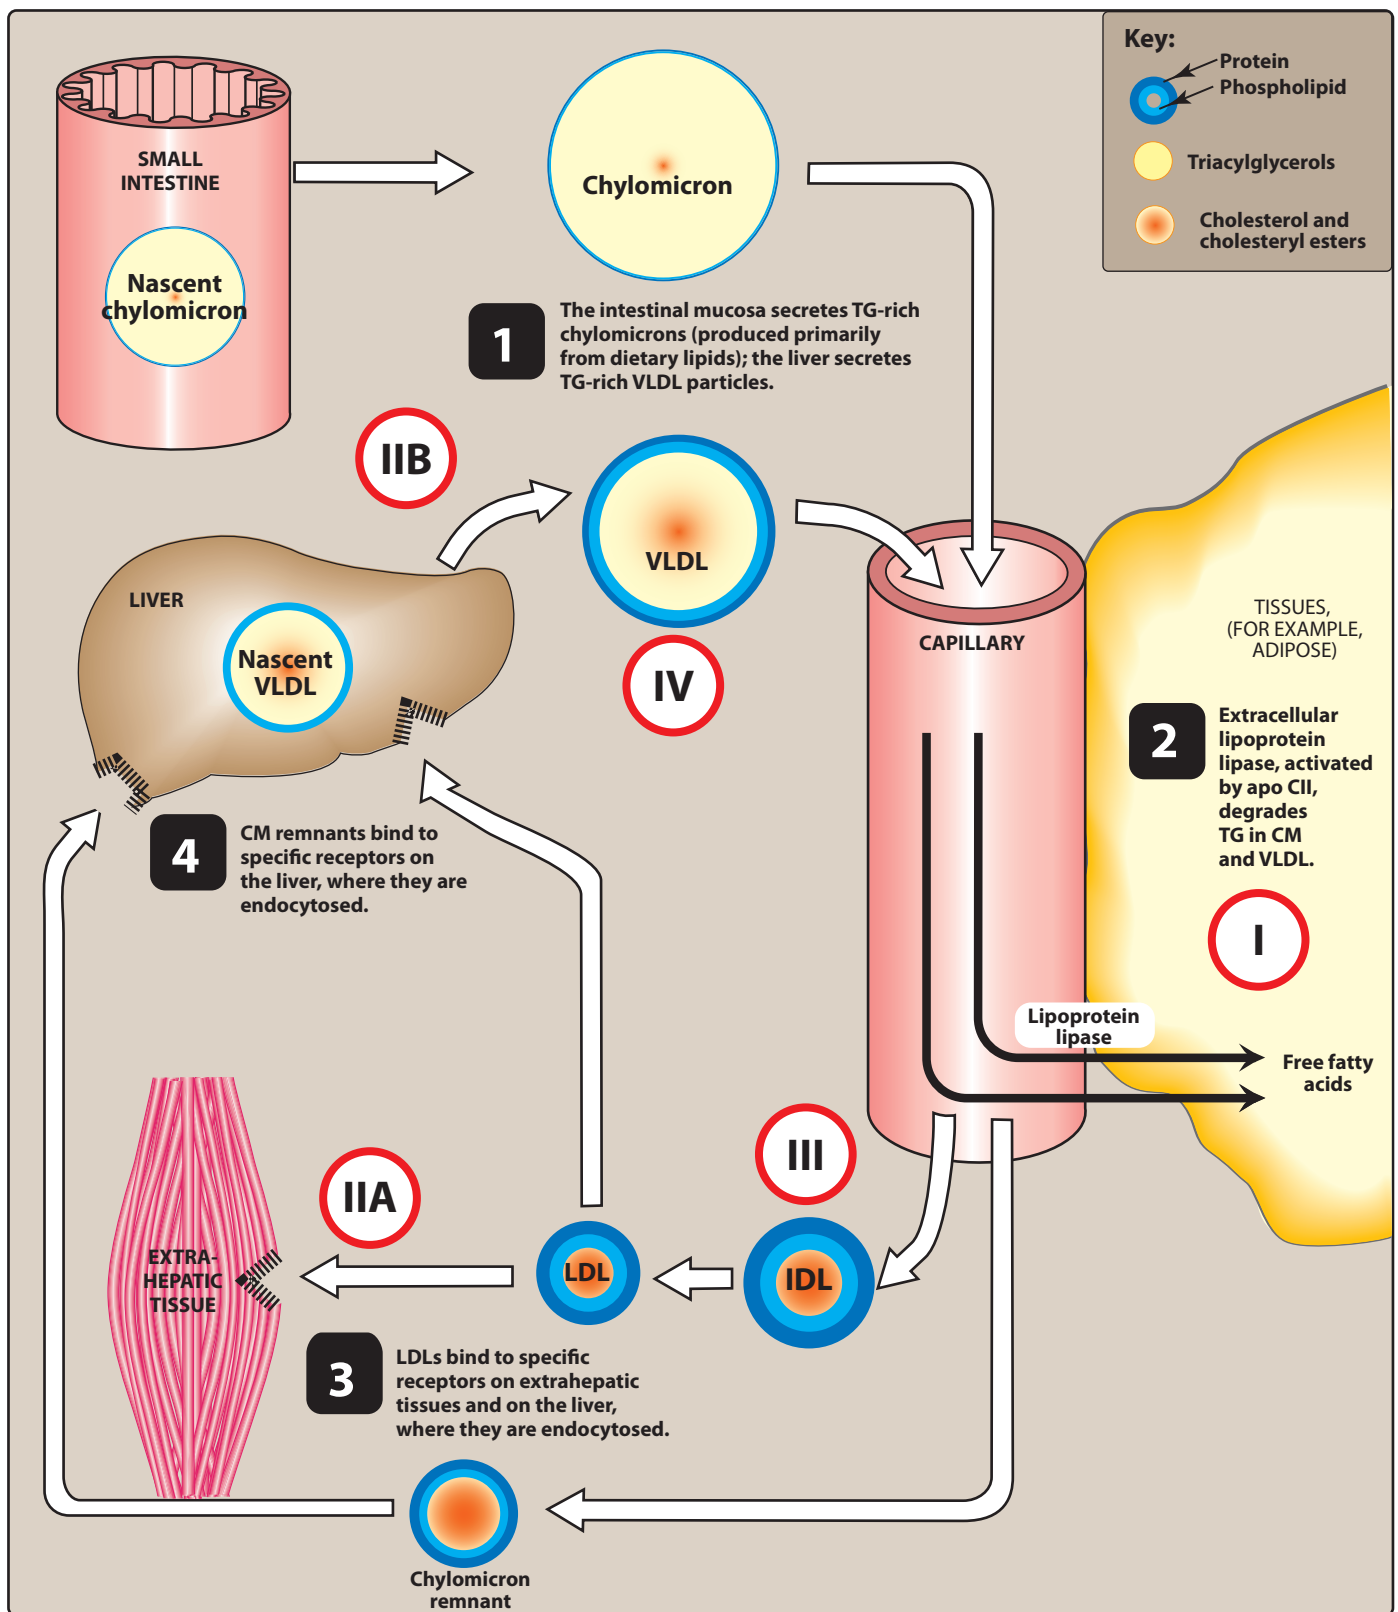 Key:
Protein
Phospholipid
Triacylglycerols
Cholesterol and
cholesteryl esters
SMALL
INTESTINE
Nascent
chylomicron
Chylomicron
1
The intestinal mucosa secretes TG-rich
chylomicrons (produced primarily
from dietary lipids); the liver secretes
TG-rich VLDL particles.
IIB
VLDL
IV
LIVER
Nascent
VLDL
CAPILLARY
TISSUES,
(FOR EXAMPLE,
ADIPOSE)
2
Extracellular
lipoprotein
lipase, activated
by apo CII,
degrades
TG in CM
and VLDL.
I
4
CM remnants bind to
specific receptors on
the liver, where they are
endocytosed.
Lipoprotein
lipase
Free fatty
acids
III
IIA
EXTRA-
HEPATIC
TISSUE
LDL
IDL
3
LDLs bind to specific
receptors on extrahepatic
tissues and on the liver,
where they are endocytosed.
Chylomicron
remnant